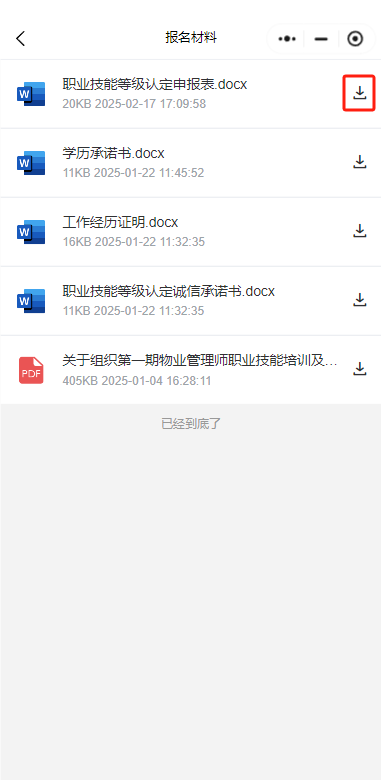 报名材料
职业技能等级认定申报表.docx
20KB 2025-02-17 17:09:58
学历承诺书.docx
11KB 2025-01-22 11:45:52
工作经历证明.docx
16KB 2025-01-22 11:32:35
职业技能等级认定诚信承诺书.docx
11KB 2025-01-22 11:32:35
关于组织第一期物业管理师职业技能培训及...
405KB 2025-01-04 16:28:11
已经到底了